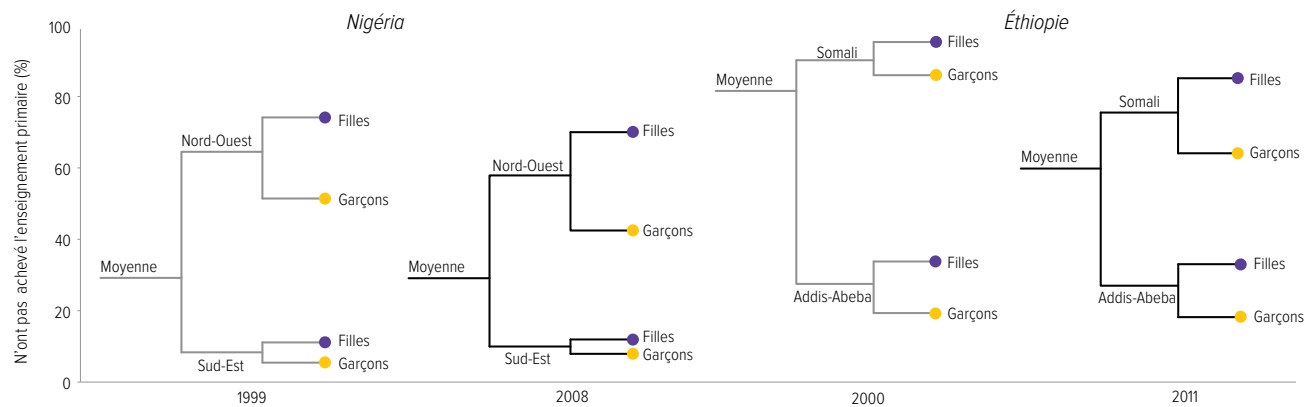 Nigéria
Éthiopie
N'ont pas achevé l'enseignement primaire (%)
100
80
60
40
20
0
Moyenne
Nord-Ouest
Filles
Garçons
Sud-Est
Filles
Garçons
1999
Moyenne
Nord-Ouest
Filles
Garçons
Sud-Est
Filles
Garçons
2008
Moyenne
Somali
Filles
Garçons
Addis-Abeba
Filles
Garçons
2000
Moyenne
Somali
Filles
Garçons
Addis-Abeba
Filles
Garçons
2011